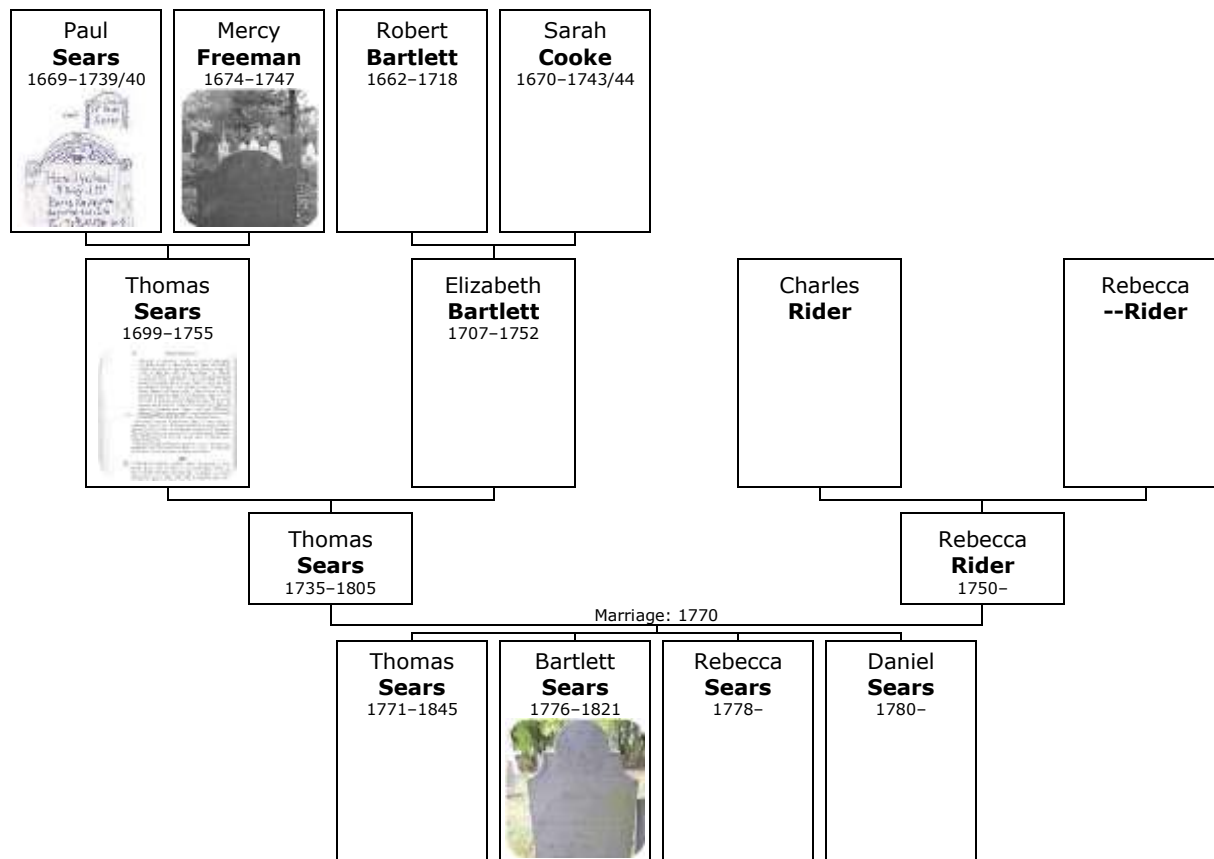 Paul
Sears
1669–1739/40
Mercy
Freeman
1674–1747
Robert
Bartlett
1662–1718
Sarah
Cooke
1670–1743/44
Thomas
Sears
1699–1755
Elizabeth
Bartlett
1707–1752
Charles
Rider
Rebecca
--Rider
Thomas
Sears
1735–1805
Rebecca
Rider
1750–
Marriage: 1770
Thomas
Sears
1771–1845
Bartlett
Sears
1776–1821
Rebecca
Sears
1778–
Daniel
Sears
1780–